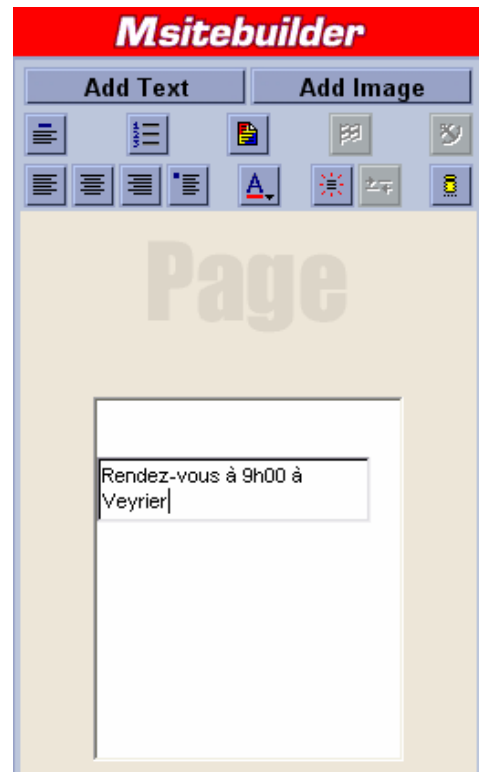 Msitebuilder
Add Text
Add Image
Page
Rendez-vous à 9h00 à
Veyrier